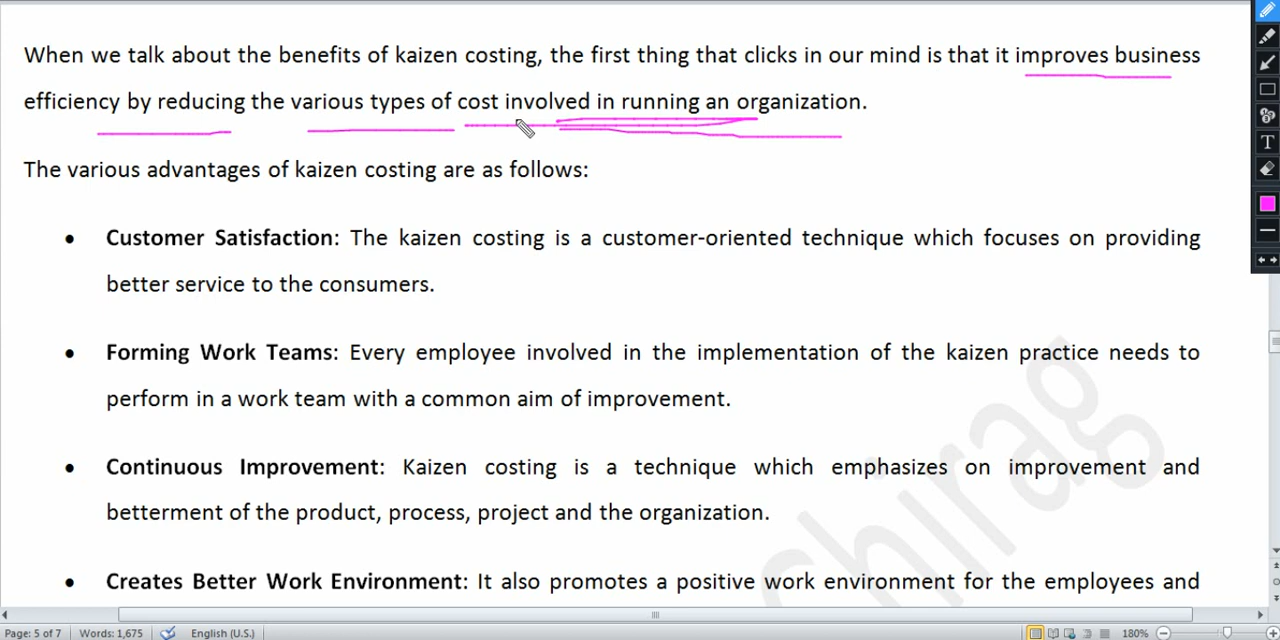 When we talk about the benefits of kaizen costing, the first thing that clicks in our mind is that it improves business
efficiency by reducing the various types of cost involved in running an organization.
The various advantages of kaizen costing are as follows:
• Customer Satisfaction: The kaizen costing is a customer-oriented technique which focuses on providing
better service to the consumers.
• Forming Work Teams: Every employee involved in the implementation of the kaizen practice needs to
perform in a work team with a common aim of improvement.
• Continuous Improvement: Kaizen costing is a technique which emphasizes on improvement and
betterment of the product, process, project and the organization.
• Creates Better Work Environment: It also promotes a positive work environment for the employees and
chirag
T
Page: 5 of 7 Words: 1,675 English (U.S.) 180%